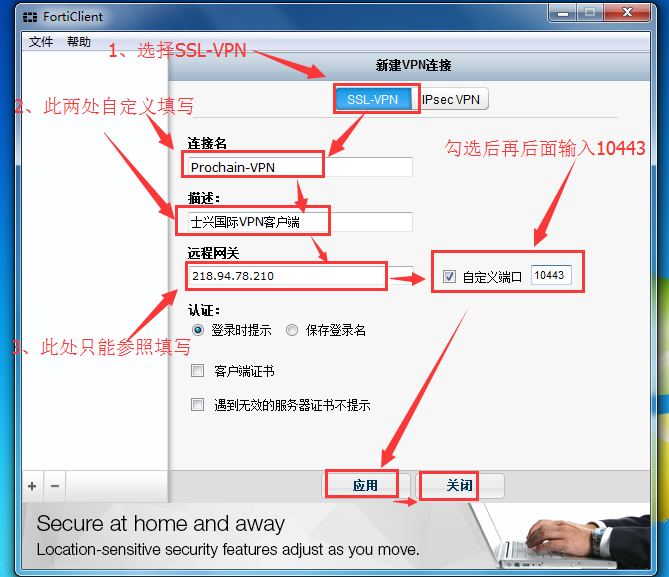 FortiClient
文件 帮助
1、选择SSL-VPN
新建VPN连接
SSL-VPN IPsec VPN
2、此两处自定义填写
连接名
勾选后再后面输入10443
Prochain-VPN
描述：
士兴国际VPN客户端
远程网关
218.94.78.210
自定义端口 10443
认证：
登录时提示 保存登录名
3、此处只能参照填写
客户端证书
遇到无效的服务器证书不提示
应用 关闭
Secure at home and away
Location-sensitive security features adjust as you move.